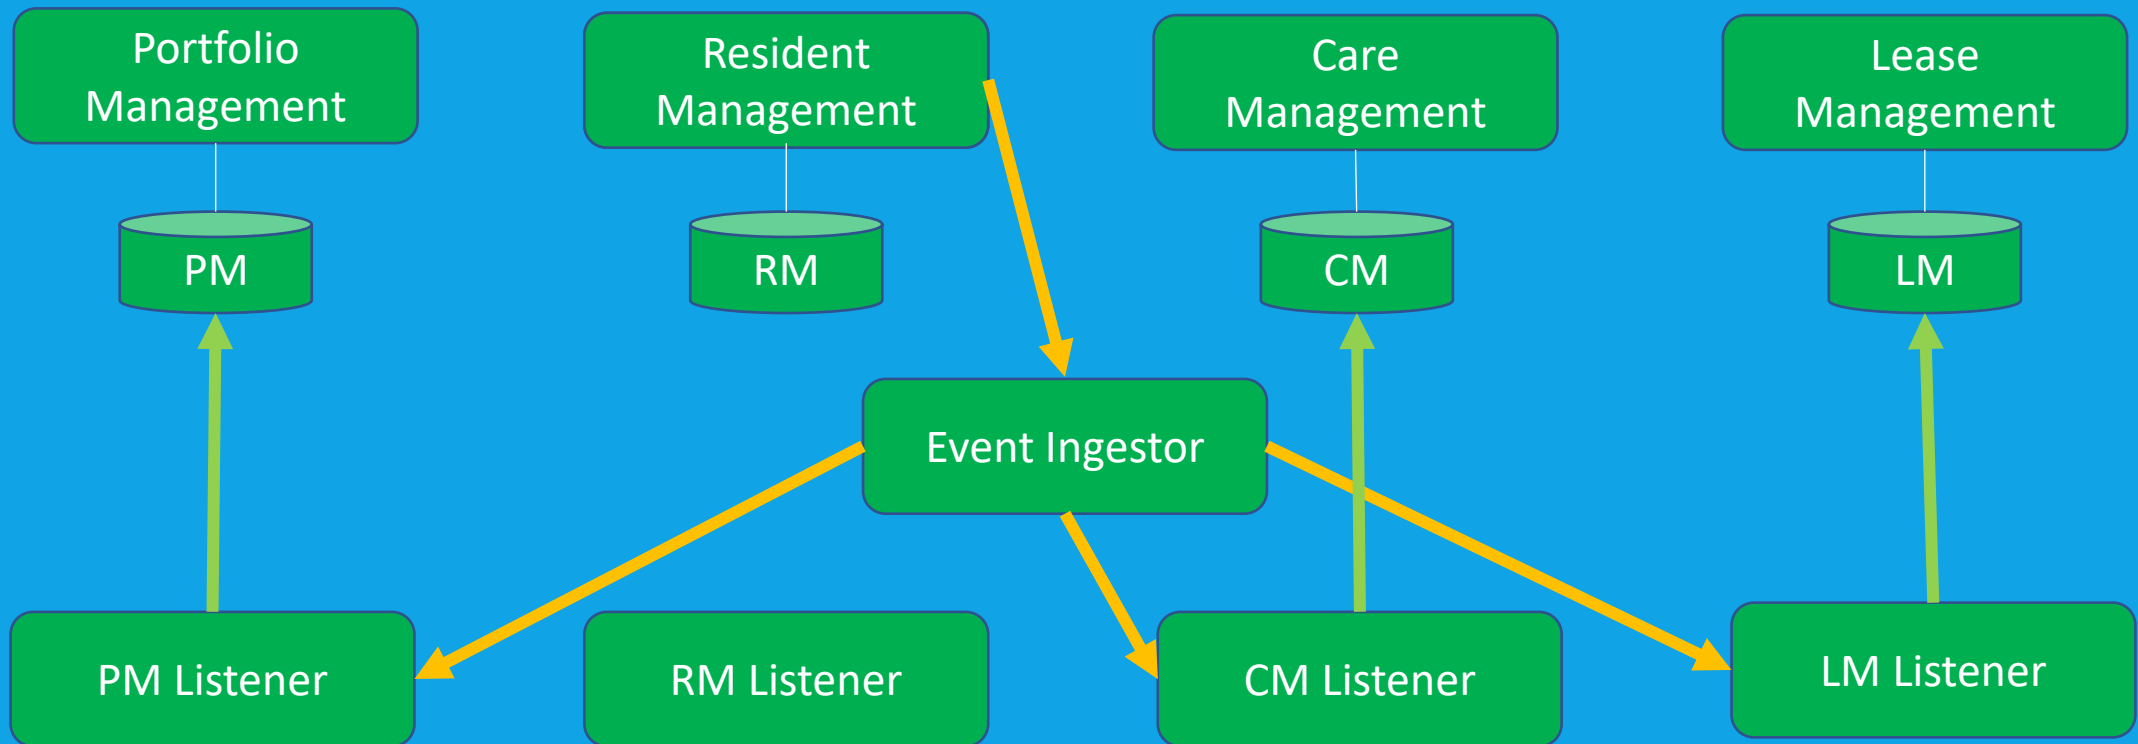 Portfolio
Management
Resident
Management
Care
Management
Lease
Management
PM
RM
CM
LM
Event Ingestor
PM Listener
RM Listener
CM Listener
LM Listener